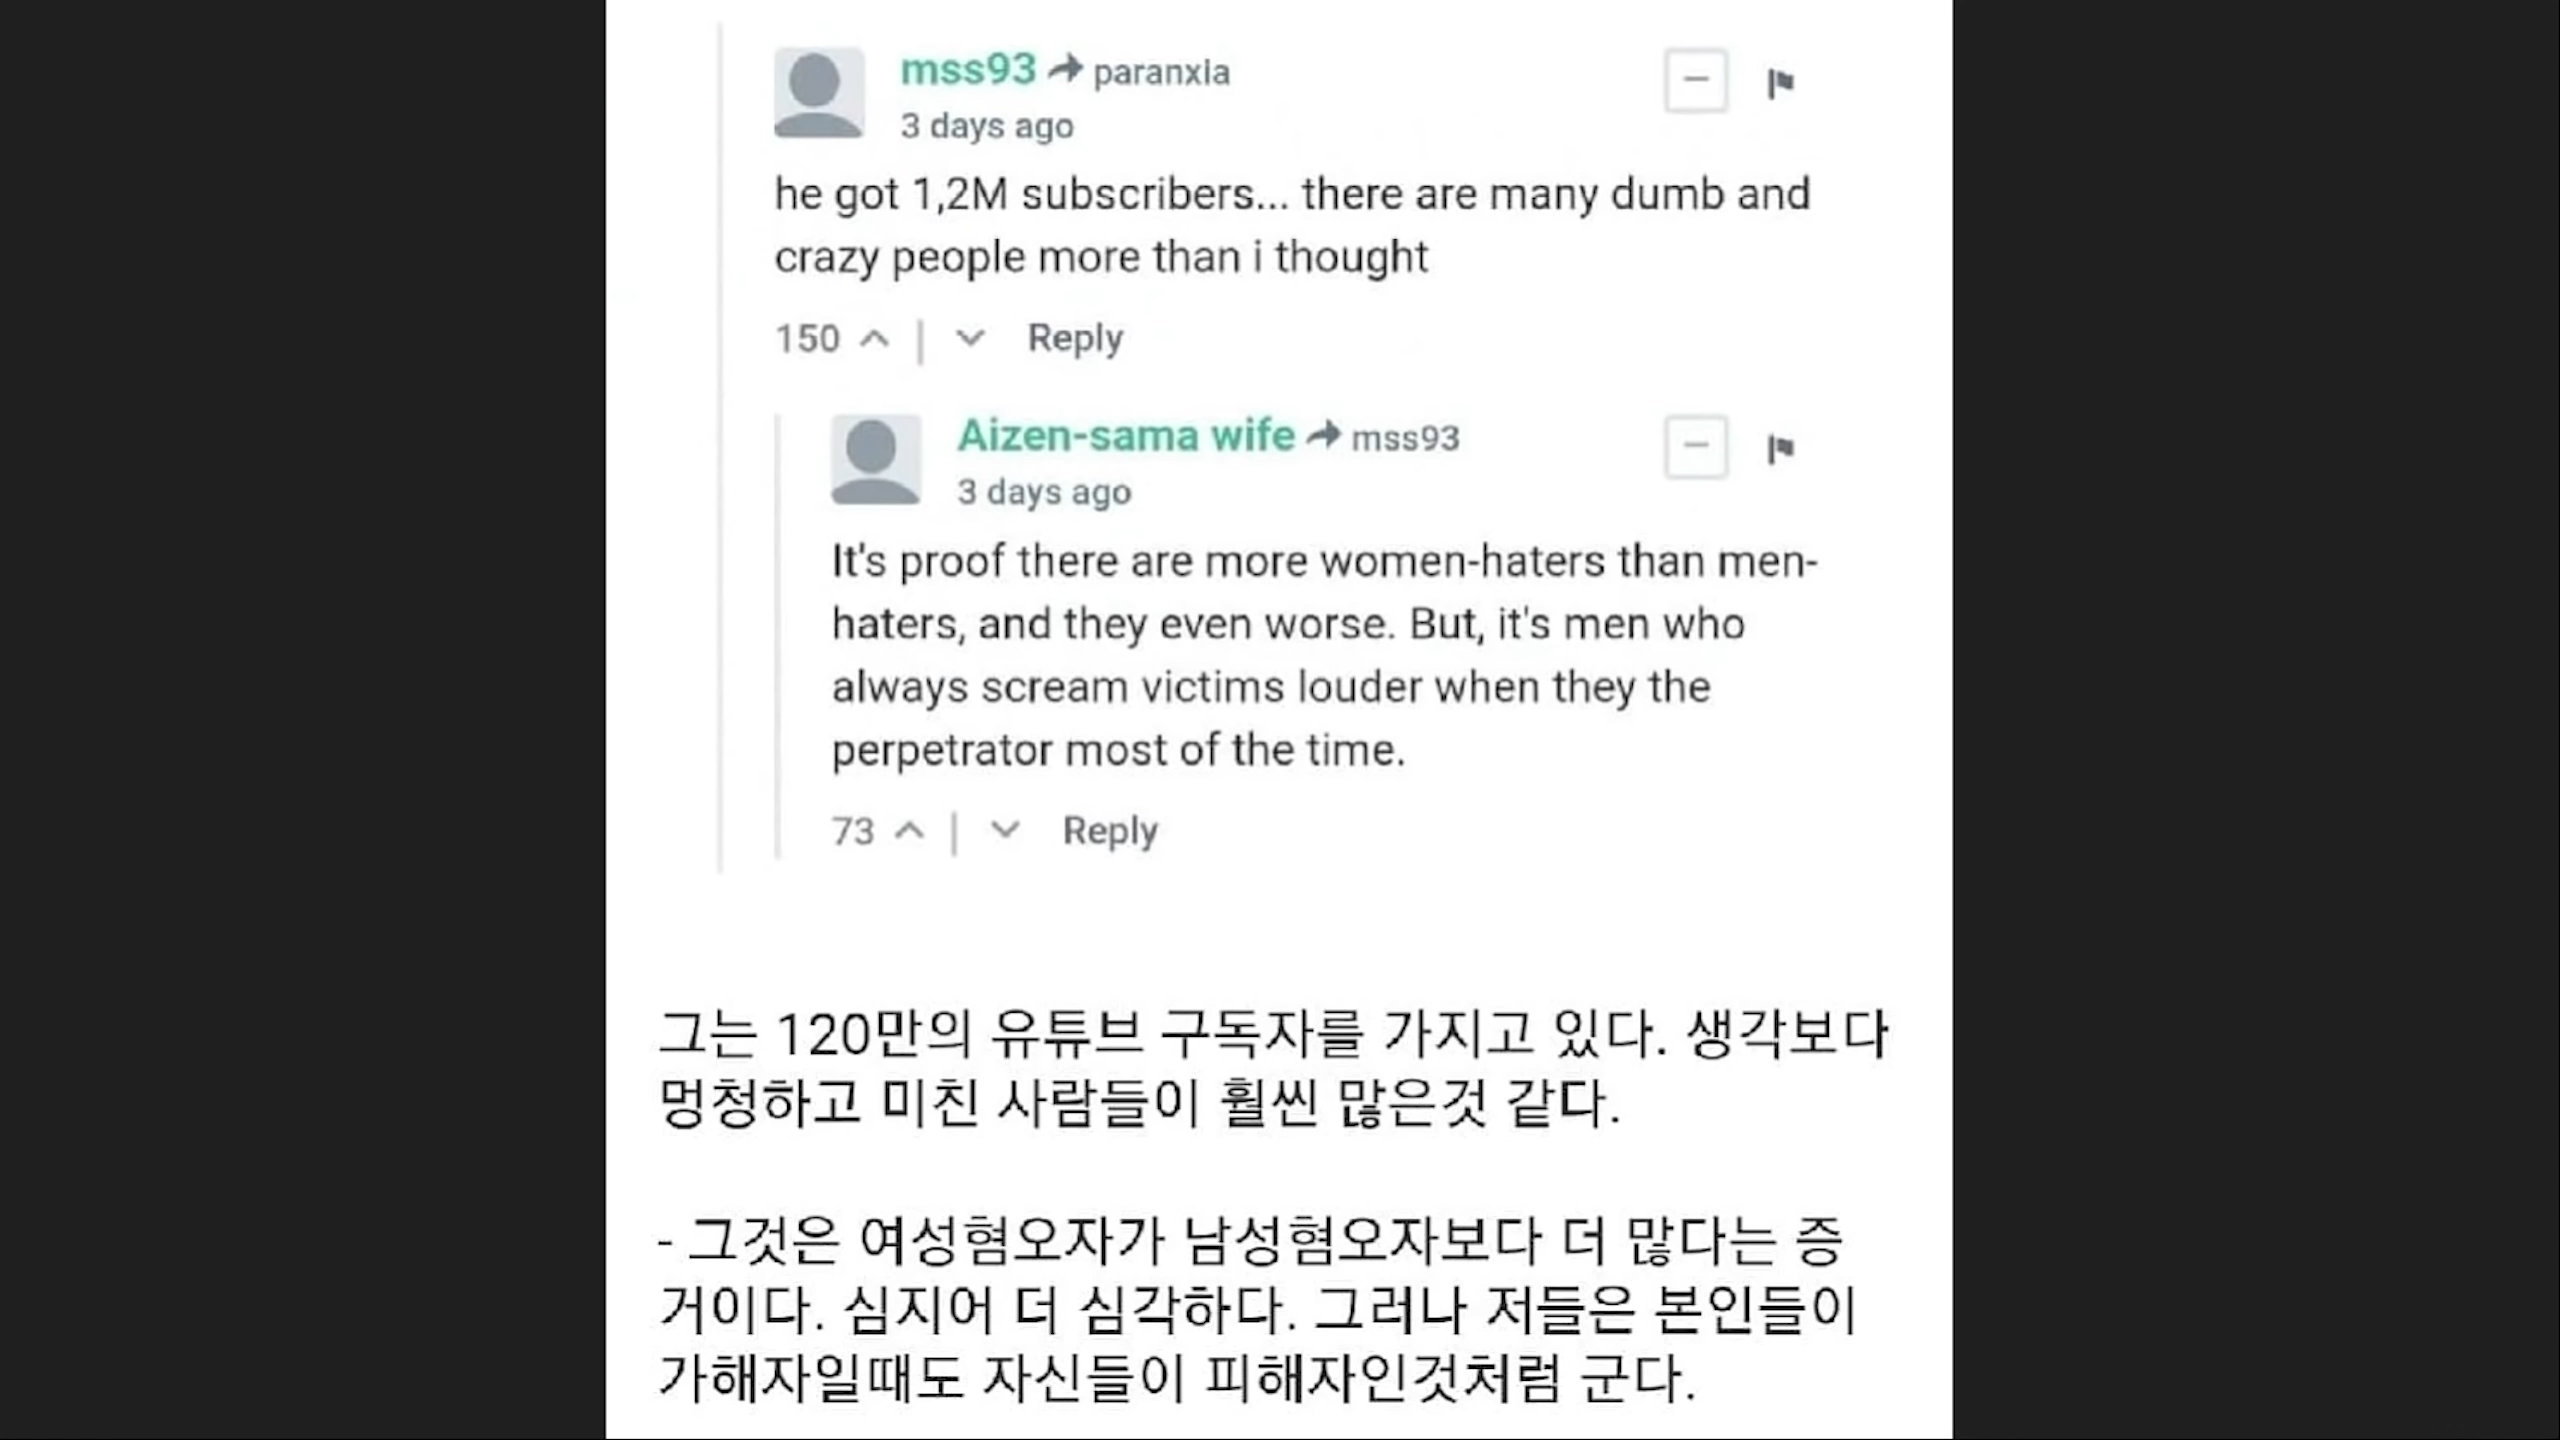 mss93 paranxia
3 days ago
he got 1,2M subscribers... there are many dumb and
crazy people more than i thought
150 | Reply
Aizen-sama wife mss93
3 days ago
It's proof there are more women-haters than men-
haters, and they even worse. But, it's men who
always scream victims louder when they the
perpetrator most of the time.
73 | Reply
그는 120만의 유튜브 구독자를 가지고 있다. 생각보다
멍청하고 미친 사람들이 훨씬 많은것 같다.
- 그것은 여성혐오자가 남성혐오자보다 더 많다는 증
거이다. 심지어 더 심각하다. 그러나 저들은 본인들이
가해자일때도 자신들이 피해자인것처럼 군다.